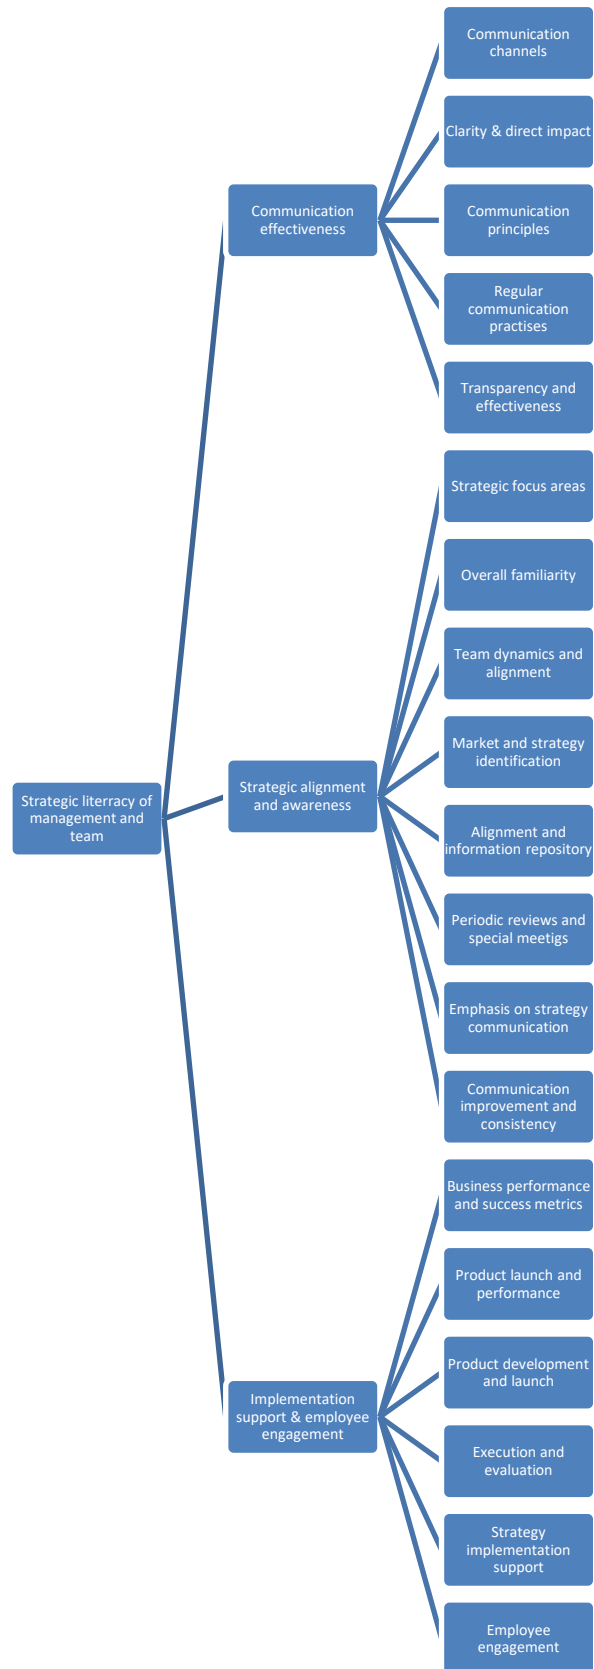 Communication
channels
Clarity & direct impact
Communication
effectiveness
Communication
principles
Regular
communication
practises
Transparency and
effectiveness
Strategic focus areas
Overall familiarity
Team dynamics and
alignment
Market and strategy
identification
Strategic literracy of
management and
team
Strategic alignment
and awareness
Alignment and
information repository
Periodic reviews and
special meetigs
Emphasis on strategy
communication
Communication
improvement and
consistency
Business performance
and success metrics
Product launch and
performance
Product development
and launch
Implementation
support & employee
engagement
Execution and
evaluation
Strategy
implementation
support
Employee
engagement